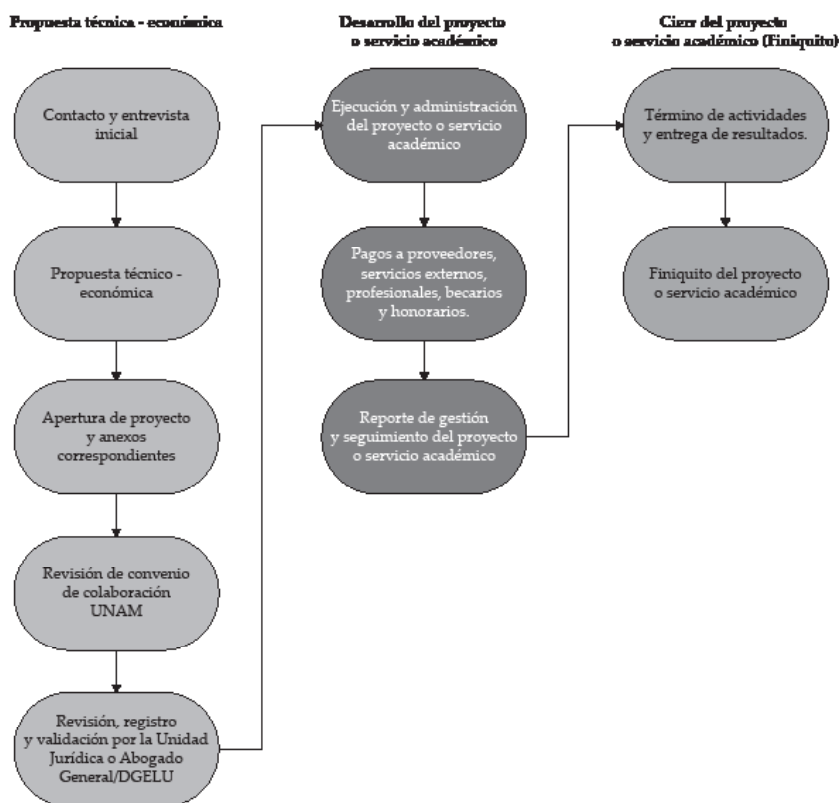 Propuesta técnica - económica
Contacto y entrevista
inicial
Propuesta técnico -
económica
Apertura de proyecto
y anexos
correspondientes
Revisión de convenio
de colaboración
UNAM
Revisión, registro
y validación por la Unidad
Jurídica o Abogado
General/DGELU
Desarrollo del proyecto
o servicio académico
Ejecución y administración
del proyecto o servicio
académico
Pagos a proveedores,
servicios externos,
profesionales, becarios
y honorarios.
Reporte de gestión
y seguimiento del proyecto
o servicio académico
Cierr del proyecto
o servicio académico (Finiquito)
Término de actividades
y entrega de resultados.
Finiquito del proyecto
o servicio académico